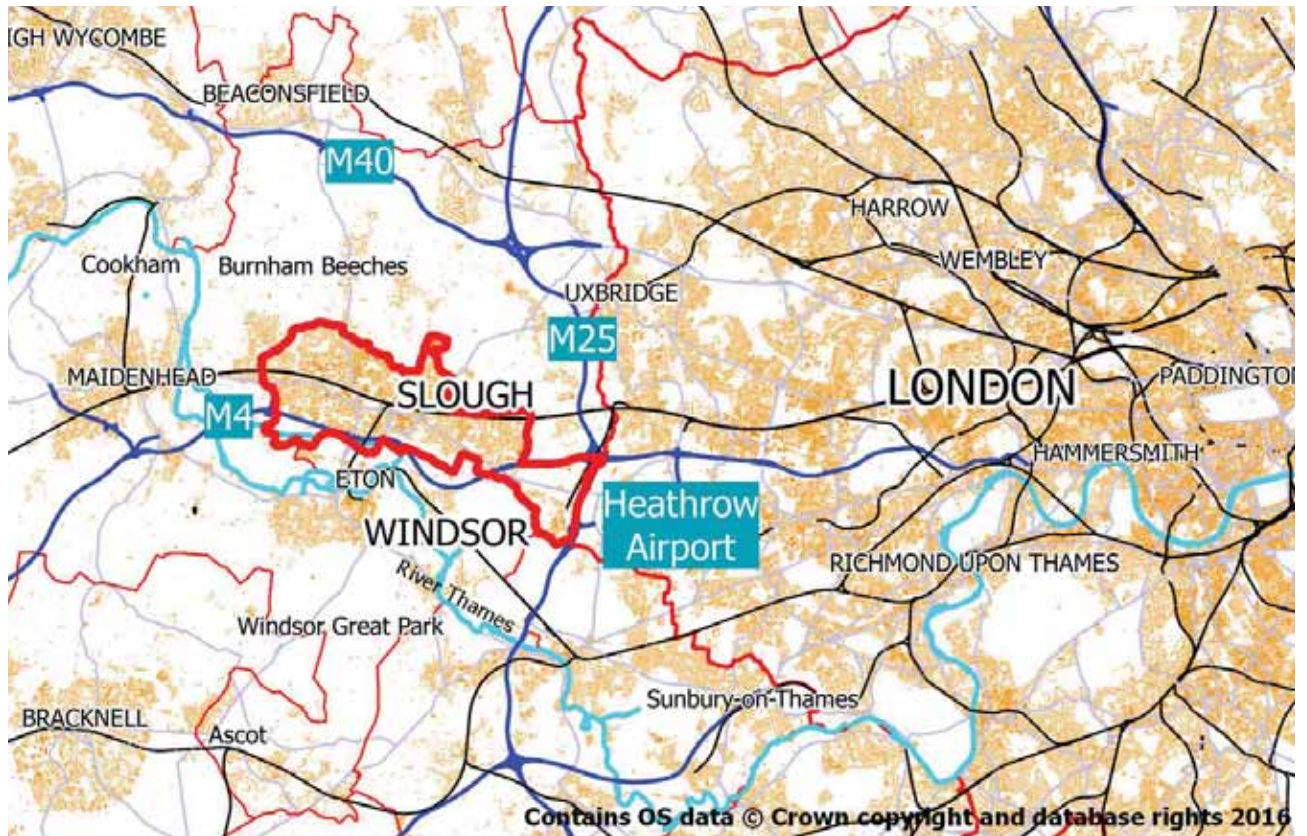 IGH WYCOMBE
BEACONSFIELD
M40
HARROW
Cookham
Burnham Beeches
WEMBLEY
UXBRIDGE
M25
MAIDENHEAD
SLOUGH
LONDON
PADDINGTON
M4
HAMMERSMITH
ETON
Heathrow
Airport
WINDSOR
RICHMOND UPON THAMES
River Thames
Windsor Great Park
Sunbury-on-Thames
BRACKNELL
Ascot
Contains OS data © Crown copyright and database rights 2016